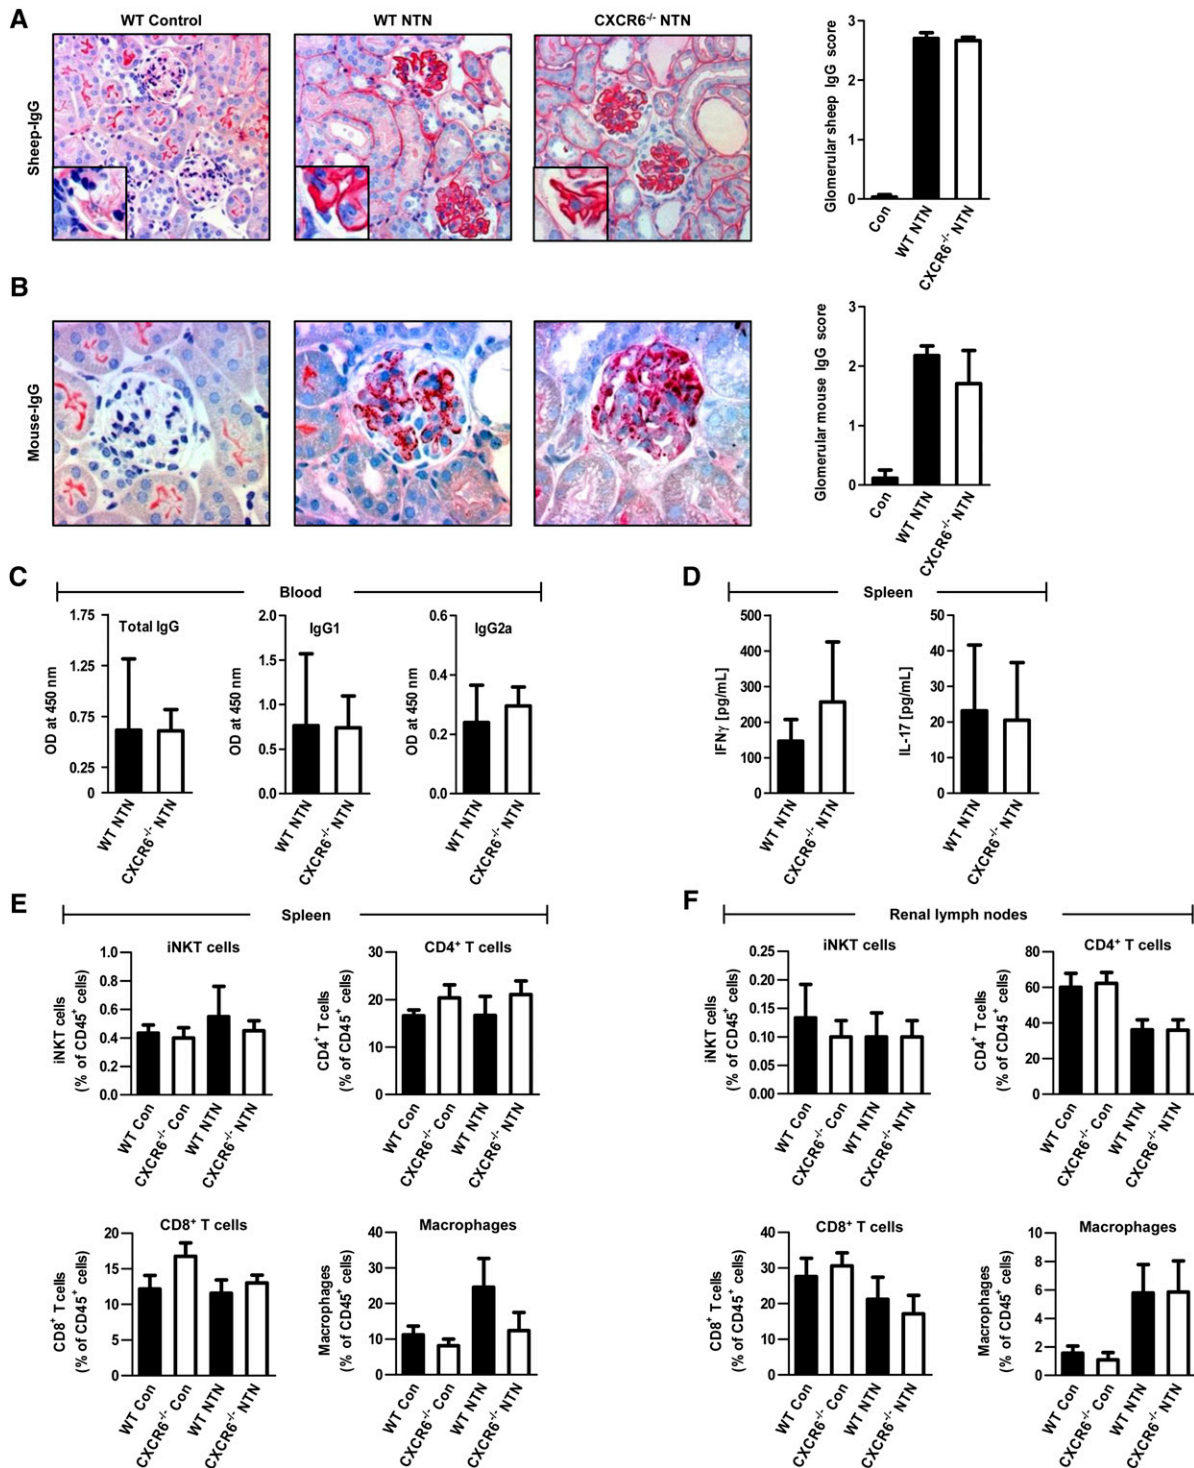 A
WT Control
WT NTN
CXCR6-/- NTN
Sheep-IgG
Glomerular sheep IgG score
3
2
1
0
Con
WT NTN
CXCR6-/- NTN
B
Mouse-IgG
Glomerular mouse IgG score
3
2
1
0
Con
WT NTN
CXCR6-/- NTN
C
Blood
Total IgG
OD at 450 nm
1.75
1.25
0.75
0.25
0
WT NTN
CXCR6-/- NTN
IgG1
OD at 450 nm
2.0
1.5
1.0
0.5
0.0
WT NTN
CXCR6-/- NTN
IgG2a
OD at 450 nm
0.6
0.4
0.2
0.0
WT NTN
CXCR6-/- NTN
D
Spleen
IFNγ [pg/mL]
500
400
300
200
100
0
WT NTN
CXCR6-/- NTN
IL-17 [pg/mL]
50
40
30
20
10
0
WT NTN
CXCR6-/- NTN
E
Spleen
iNKT cells
iNKT cells
(% of CD45+ cells)
1.0
0.8
0.6
0.4
0.2
0.0
WT Con
CXCR6-/- Con
WT NTN
CXCR6-/- NTN
CD4+ T cells
CD4+ T cells
(% of CD45+ cells)
30
20
10
0
WT Con
CXCR6-/- Con
WT NTN
CXCR6-/- NTN
CD8+ T cells
CD8+ T cells
(% of CD45+ cells)
20
15
10
5
0
WT Con
CXCR6-/- Con
WT NTN
CXCR6-/- NTN
Macrophages
Macrophages
(% of CD45+ cells)
40
30
20
10
0
WT Con
CXCR6-/- Con
WT NTN
CXCR6-/- NTN
F
Renal lymph nodes
iNKT cells
iNKT cells
(% of CD45+ cells)
0.25
0.20
0.15
0.10
0.05
0.00
WT Con
CXCR6-/- Con
WT NTN
CXCR6-/- NTN
CD4+ T cells
CD4+ T cells
(% of CD45+ cells)
80
60
40
20
0
WT Con
CXCR6-/- Con
WT NTN
CXCR6-/- NTN
CD8+ T cells
CD8+ T cells
(% of CD45+ cells)
40
30
20
10
0
WT Con
CXCR6-/- Con
WT NTN
CXCR6-/- NTN
Macrophages
Macrophages
(% of CD45+ cells)
10
8
6
4
2
0
WT Con
CXCR6-/- Con
WT NTN
CXCR6-/- NTN